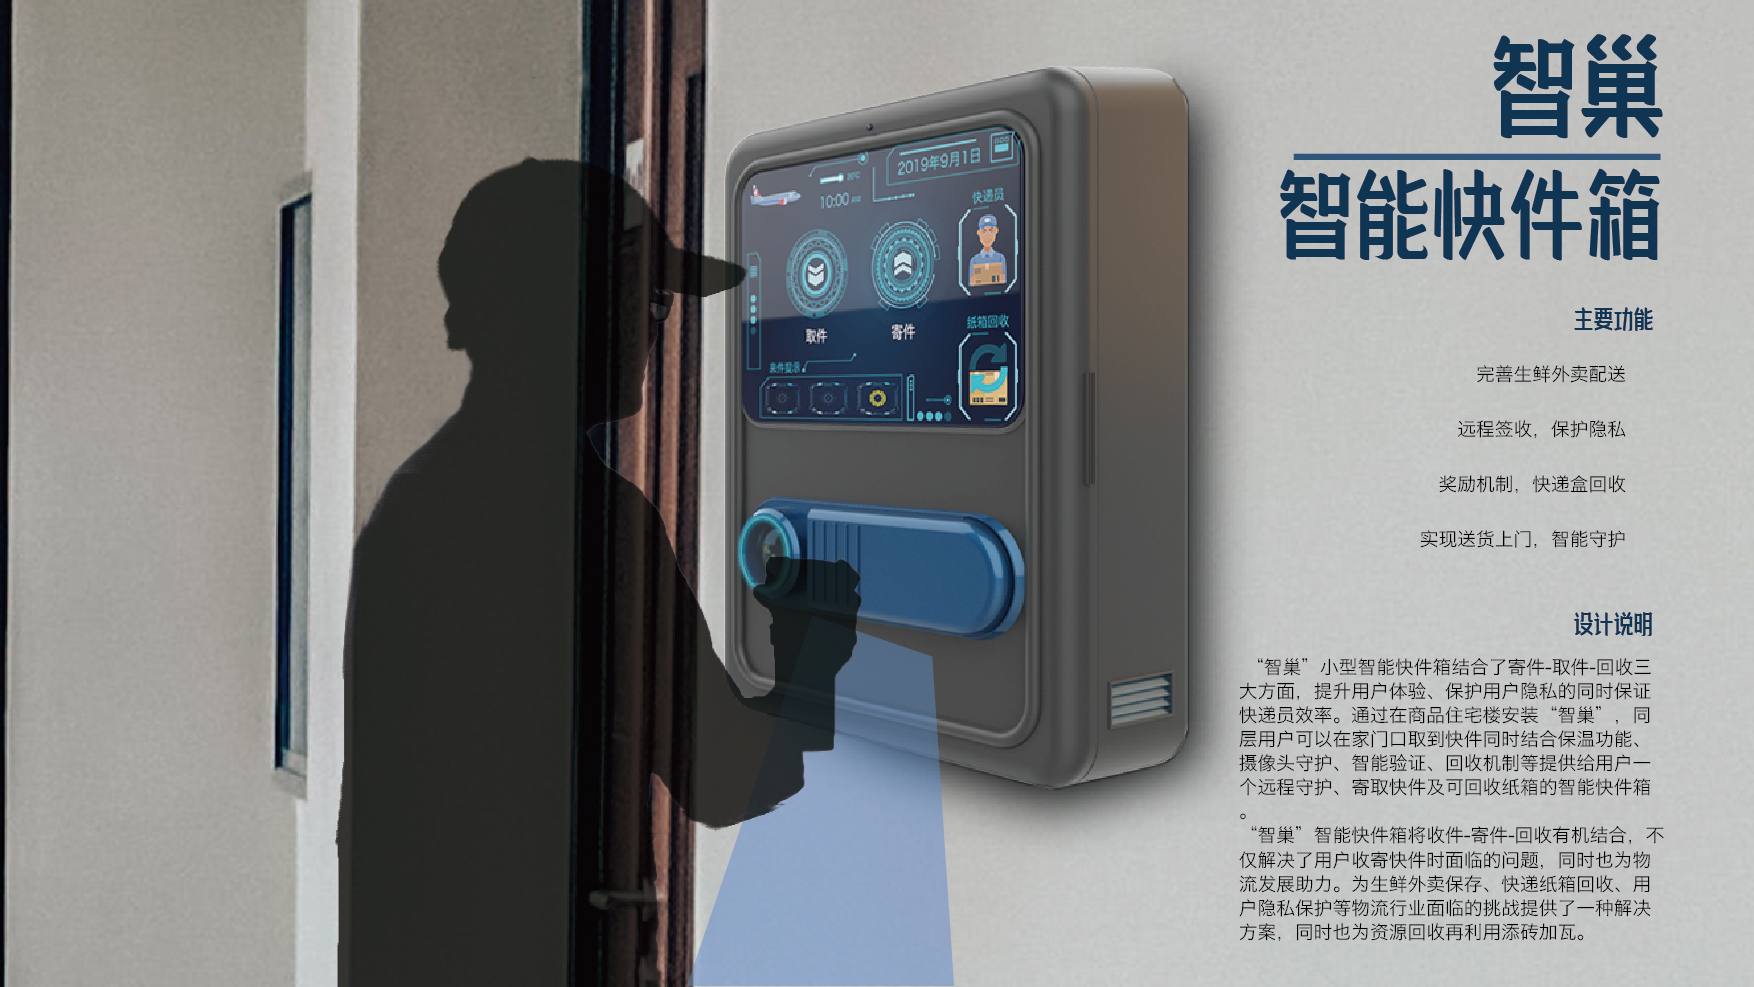 智巢
智能快件箱
主要功能
完善生鲜外卖配送
远程签收，保护隐私
奖励机制，快递盒回收
实现送货上门，智能守护
设计说明
“智巢”小型智能快件箱结合了寄件-取件-回收三
大方面，提升用户体验、保护用户隐私的同时保证
快递员效率。通过在商品住宅楼安装“智巢”，同
层用户可以在家门口取到快件同时结合保温功能、
摄像头守护、智能验证、回收机制等提供给用户一
个远程守护、寄取快件及可回收纸箱的智能快件箱
。
“智巢”智能快件箱将收件-寄件-回收有机结合，不
仅解决了用户收寄快件时面临的问题，同时也为物
流发展助力。为生鲜外卖保存、快递纸箱回收、用
户隐私保护等物流行业面临的挑战提供了一种解决
方案，同时也为资源回收再利用添砖加瓦。
2019年9月1日
10:00
快递员
取件
寄件
纸箱回收
来件提示